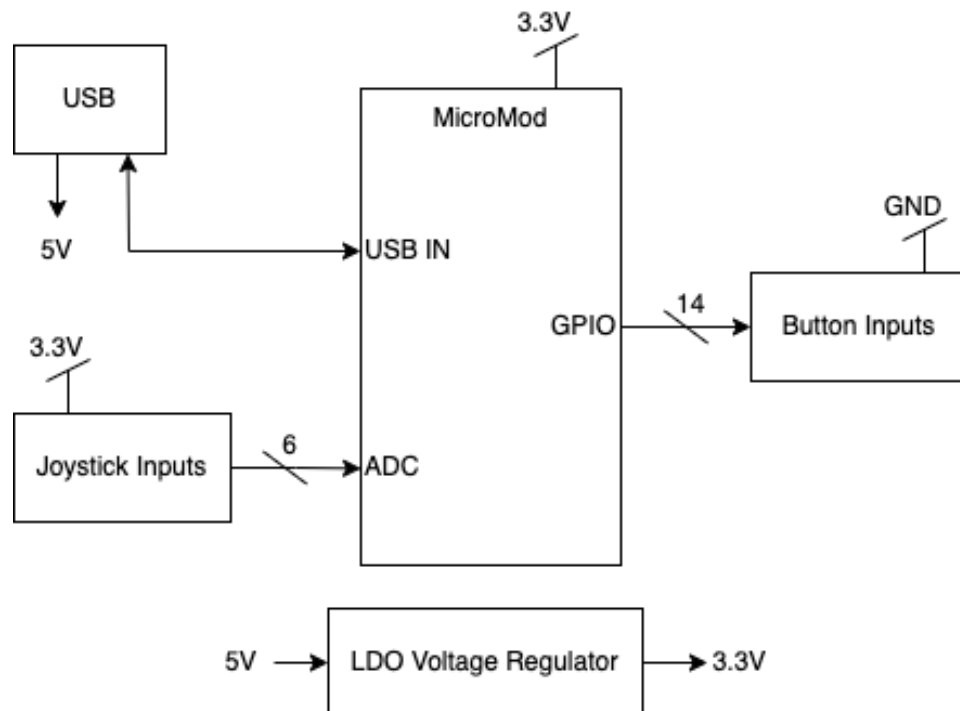 3.3V
USB
MicroMod
5V
USB IN
GND
GPIO
14
Button Inputs
3.3V
Joystick Inputs
6
ADC
5V
LDO Voltage Regulator
3.3V